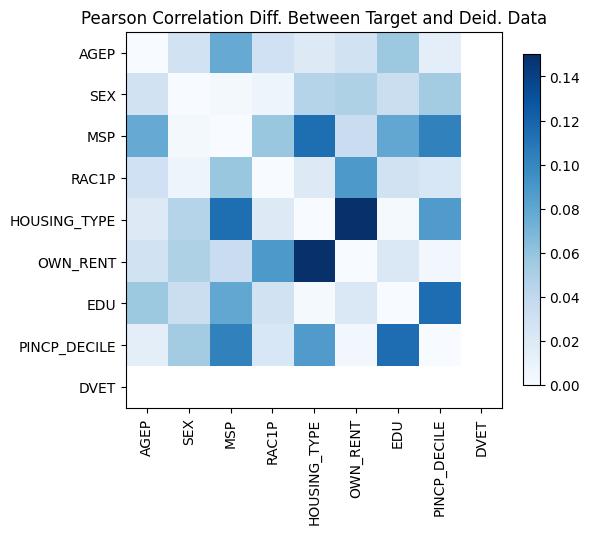 Pearson Correlation Diff. Between Target and Deid. Data
AGEP
SEX
MSP
RAC1P
HOUSING_TYPE
OWN_RENT
EDU
PINCP_DECILE
DVET
AGEP
SEX
MSP
RAC1P
HOUSING_TYPE
OWN_RENT
EDU
PINCP_DECILE
DVET
0.14
0.12
0.10
0.08
0.06
0.04
0.02
0.00